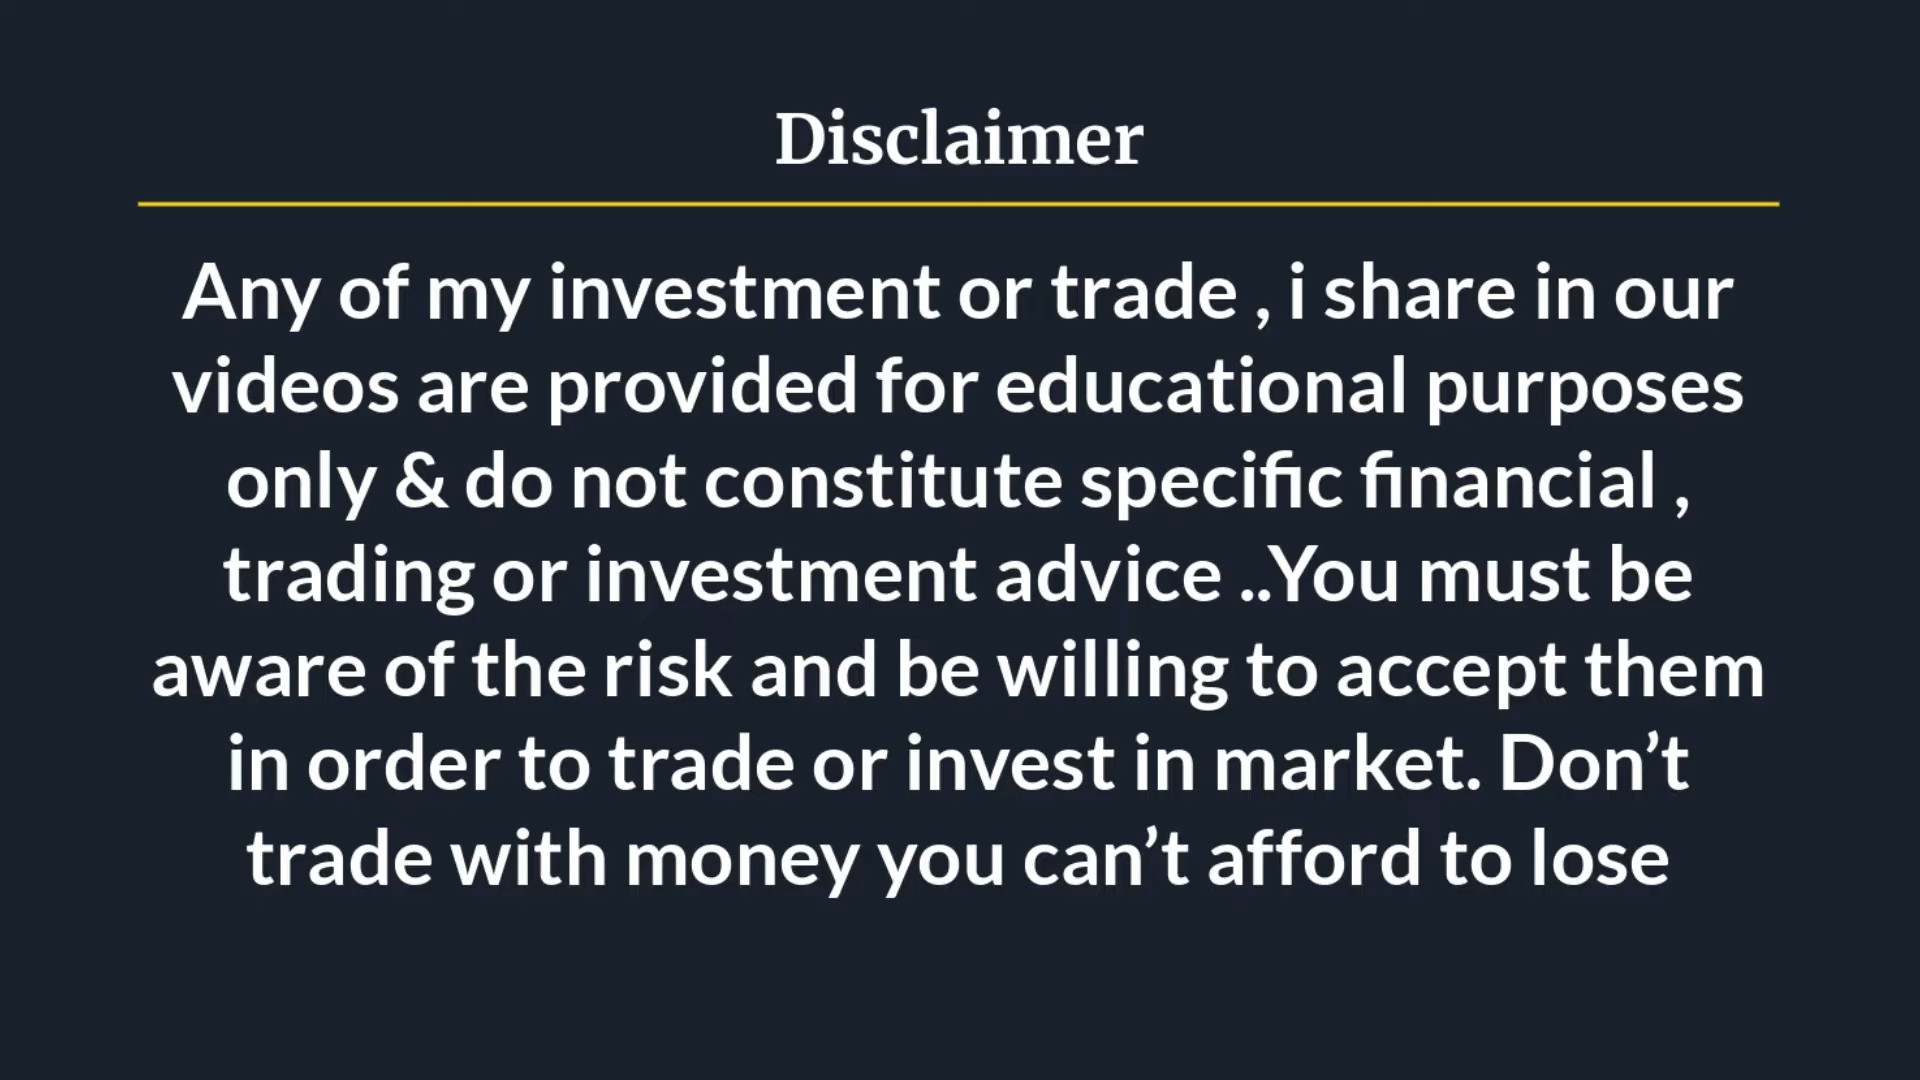 Disclaimer
Any of my investment or trade , i share in our
videos are provided for educational purposes
only & do not constitute specific financial ,
trading or investment advice ..You must be
aware of the risk and be willing to accept them
in order to trade or invest in market. Don’t
trade with money you can’t afford to lose